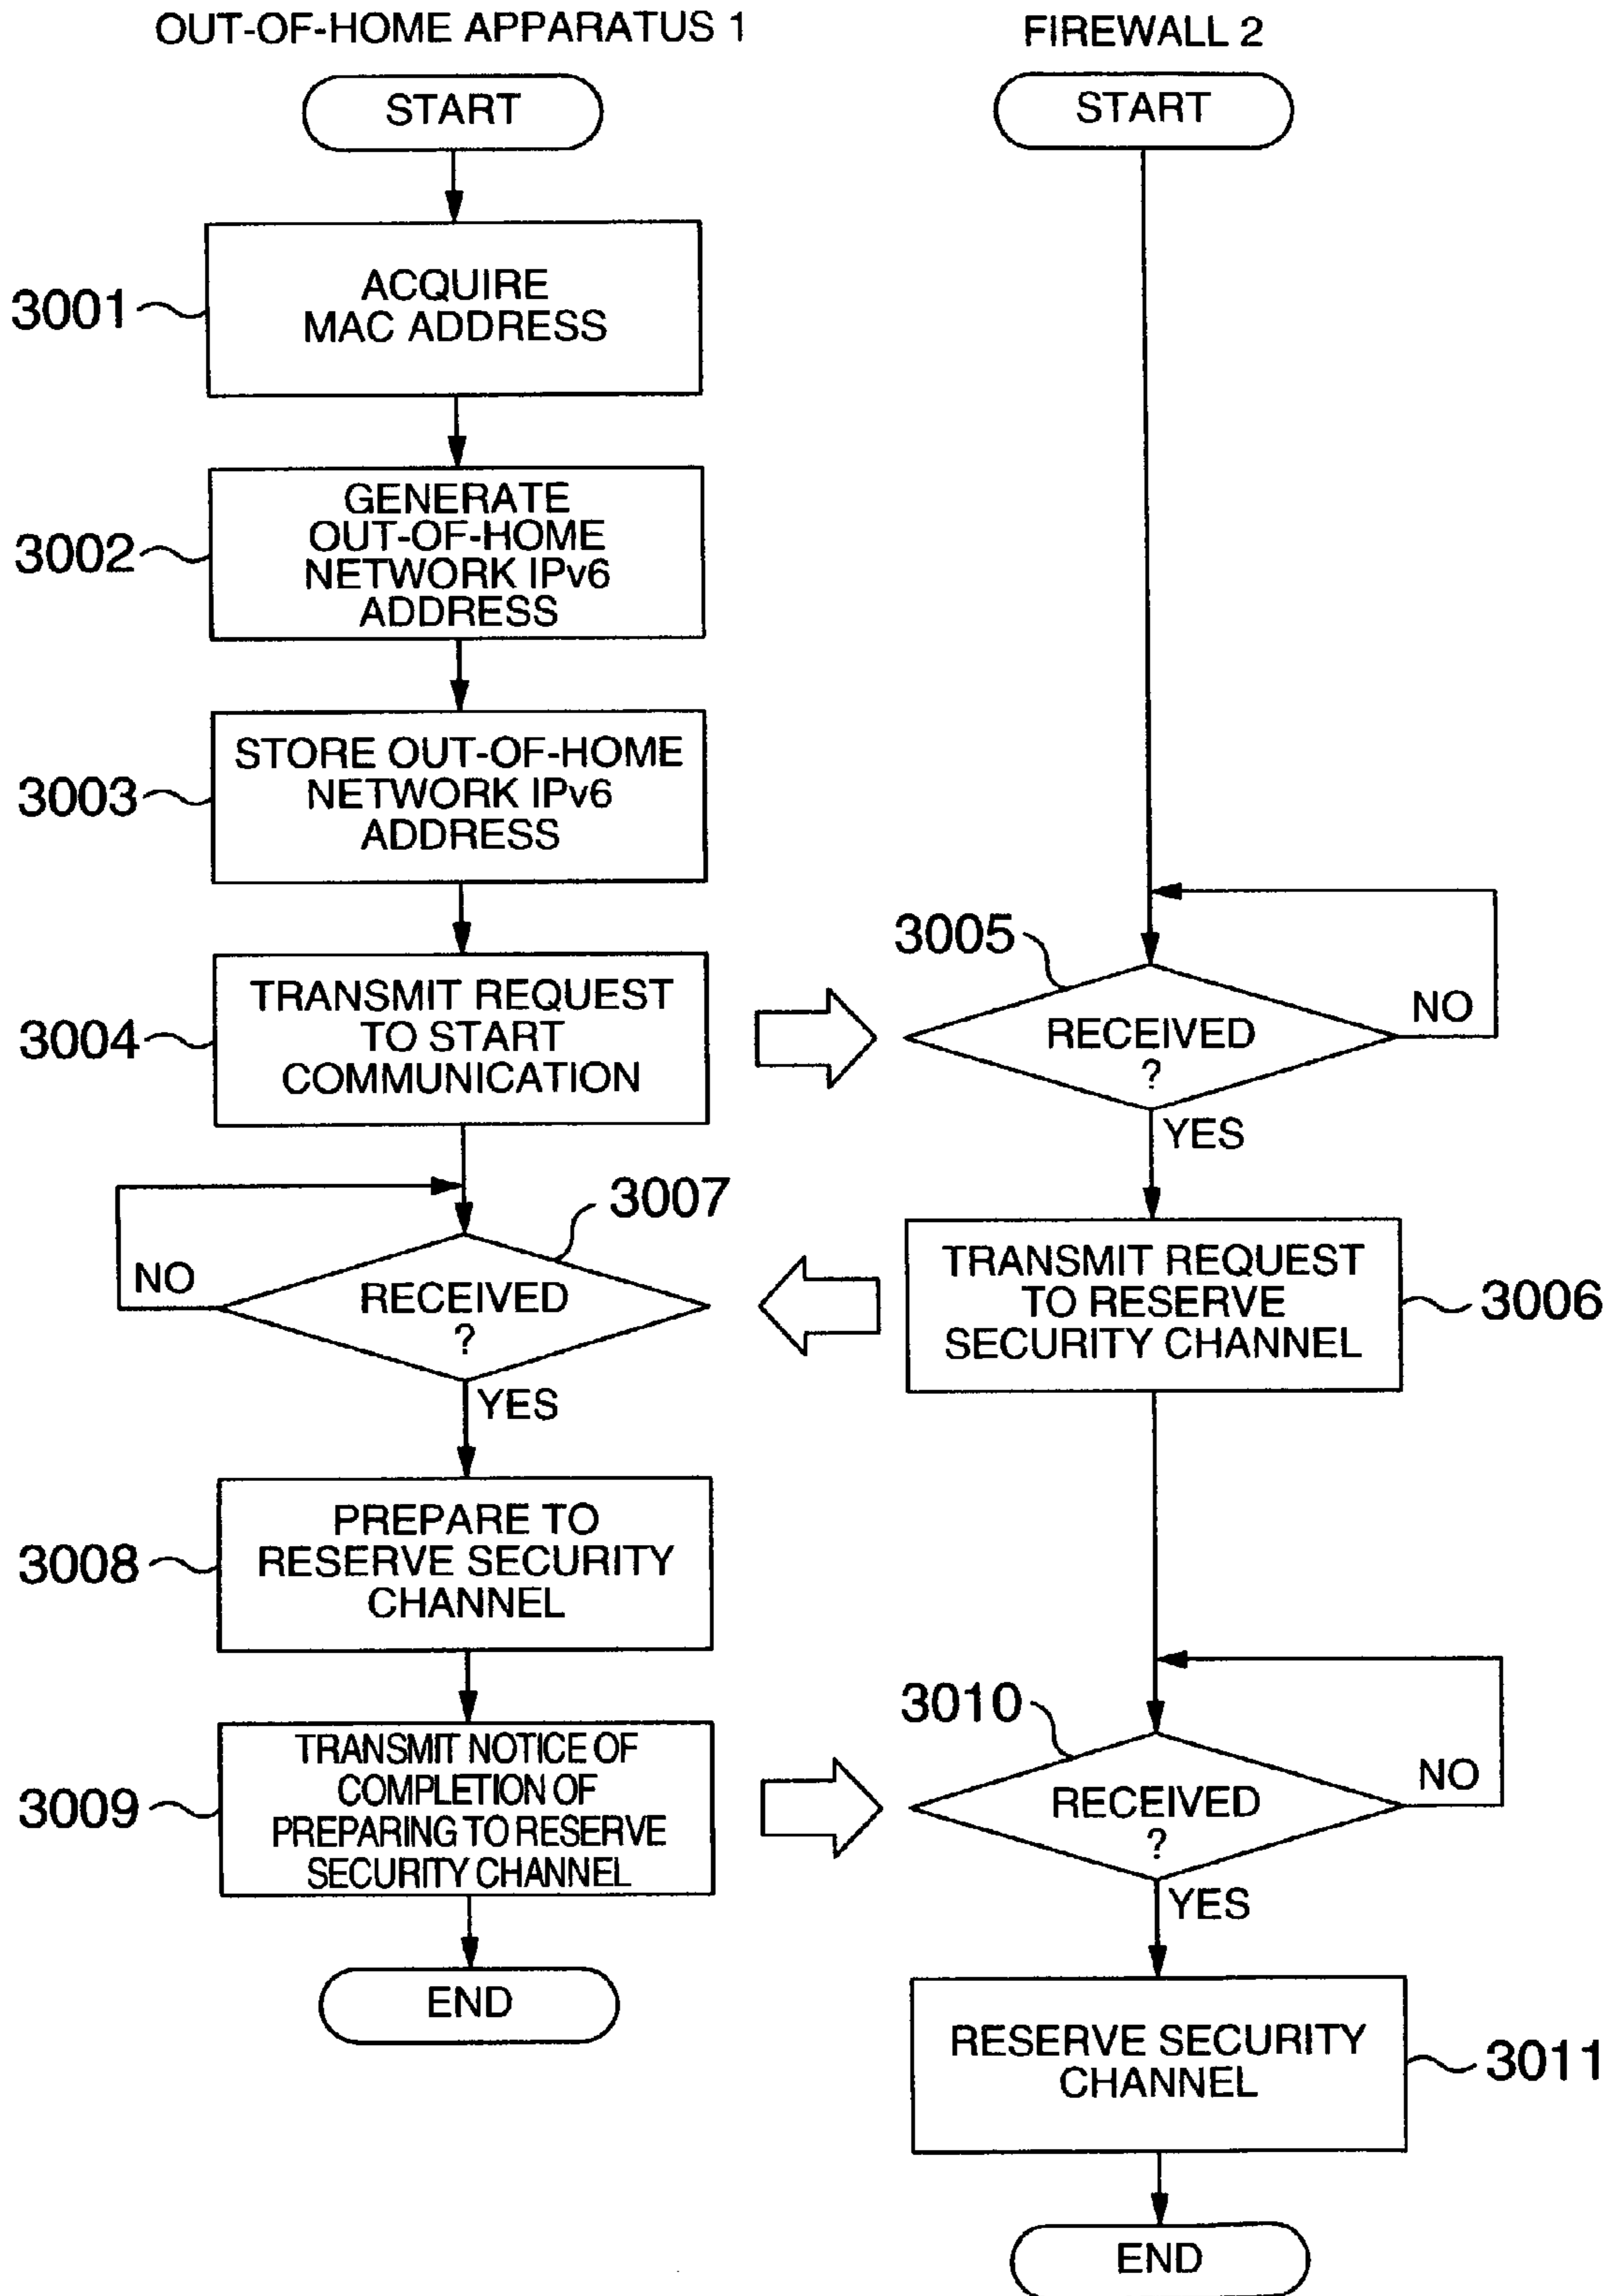 OUT-OF-HOME APPARATUS 1
FIREWALL 2
START
START
3001
ACQUIRE
MAC ADDRESS
3002
GENERATE
OUT-OF-HOME
NETWORK IPv6
ADDRESS
3003
STORE OUT-OF-HOME
NETWORK IPv6
ADDRESS
3004
TRANSMIT REQUEST
TO START
COMMUNICATION
3005
RECEIVED
?
NO
YES
3006
TRANSMIT REQUEST
TO RESERVE
SECURITY CHANNEL
3007
RECEIVED
?
NO
YES
3008
PREPARE TO
RESERVE SECURITY
CHANNEL
3009
TRANSMIT NOTICE OF
COMPLETION OF
PREPARING TO RESERVE
SECURITY CHANNEL
END
3010
RECEIVED
?
NO
YES
RESERVE SECURITY
CHANNEL
3011
END